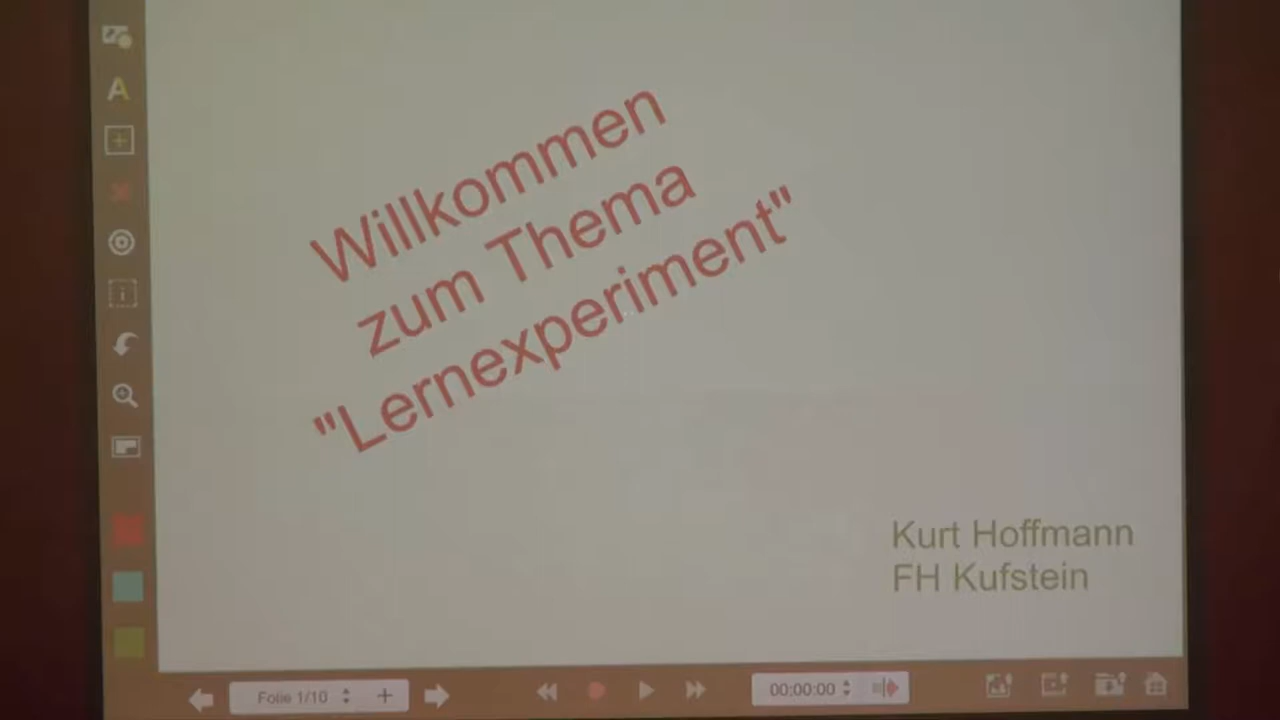 A
Willkommen
zum Thema
"Lernexperiment"
Kurt Hoffmann
FH Kufstein
Folie 1/10
00:00:00